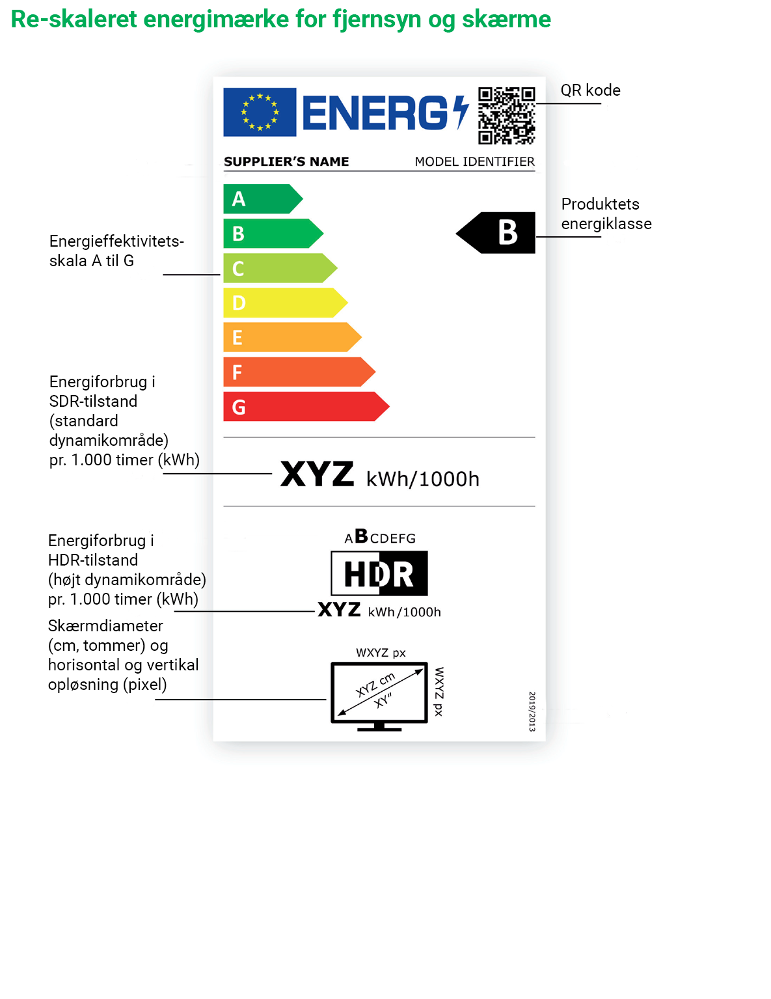 Re-skaleret energimærke for fjernsyn og skærme
ENERG
QR kode
SUPPLIER’S NAME MODEL IDENTIFIER
A
B
C
D
E
F
G
B
Produktets
energiklasse
Energieffektivitets-
skala A til G
Energiforbrug i
SDR-tilstand
(standard
dynamikområde)
pr. 1.000 timer (kWh)
XYZ kWh/1000h
Energiforbrug i
HDR-tilstand
(højt dynamikområde)
pr. 1.000 timer (kWh)
ABCDEFG
HDR
XYZ kWh/1000h
Skærmdiameter
(cm, tommer) og
horisontal og vertikal
opløsning (pixel)
WXYZ px
XYZ cm
XY"
WXYZ px
2019/2013